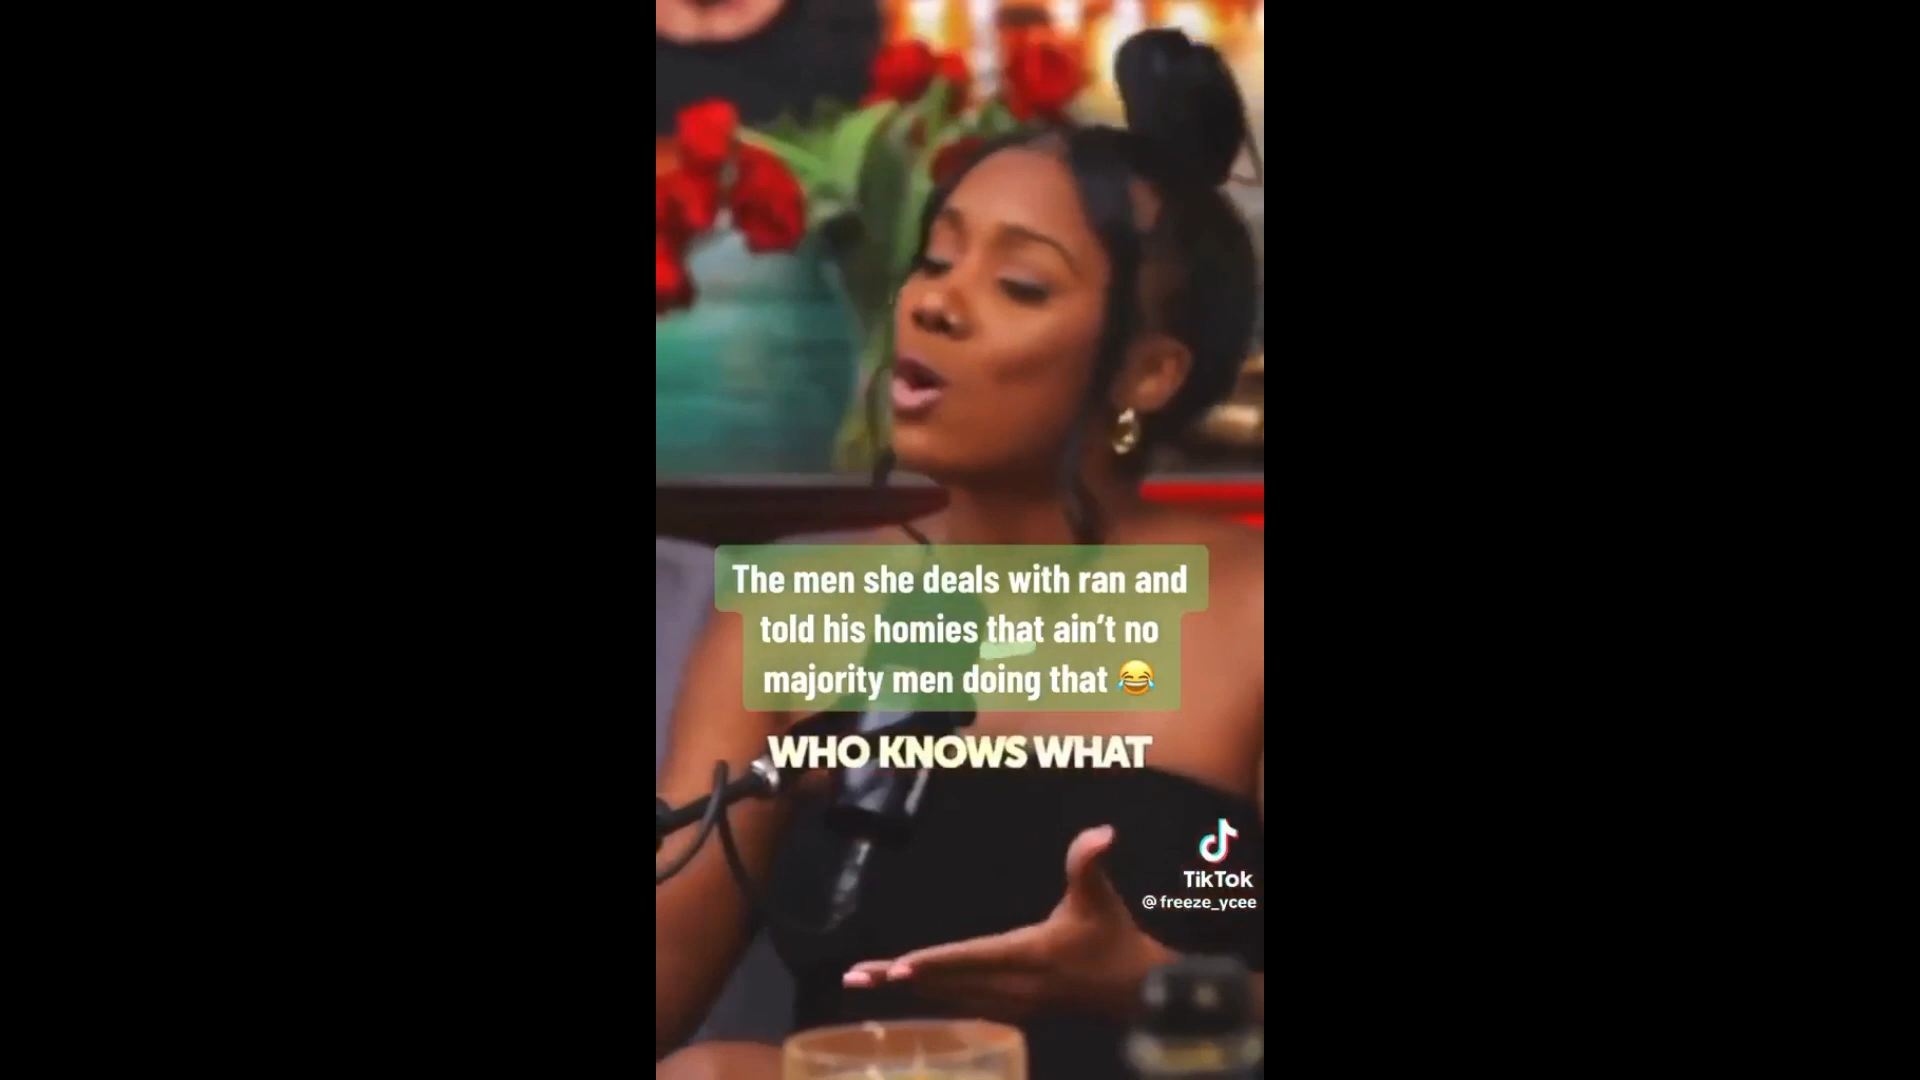 The men she deals with ran and
told his homies that ain’t no
majority men doing that 😂
WHO KNOWS WHAT
TikTok
@freeze_ycee